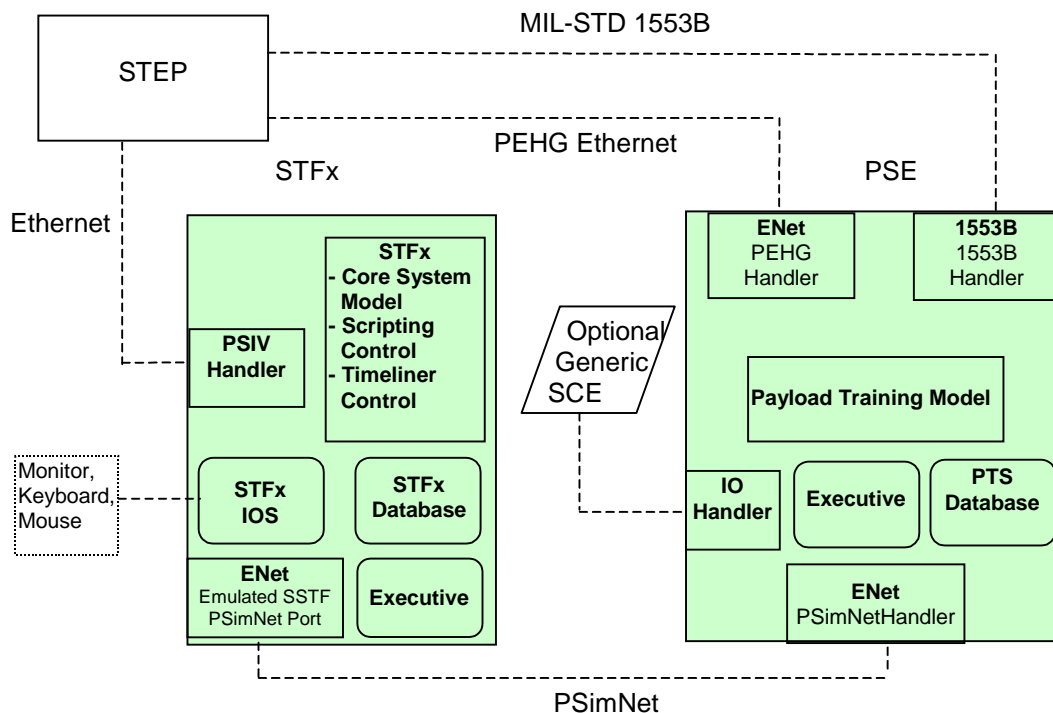 MIL-STD 1553B
STEP
PEHG Ethernet
STFx
PSE
Ethernet
STFx
- Core System
Model
- Scripting
Control
- Timeliner
Control
PSIV
Handler
Monitor,
Keyboard,
Mouse
STFx
IOS
STFx
Database
ENet
Emulated SSTF
PSimNet Port
Executive
Optional
Generic
SCE
ENet
PEHG
Handler
1553B
1553B
Handler
Payload Training Model
IO
Handler
Executive
PTS
Database
ENet
PSimNetHandler
PSimNet